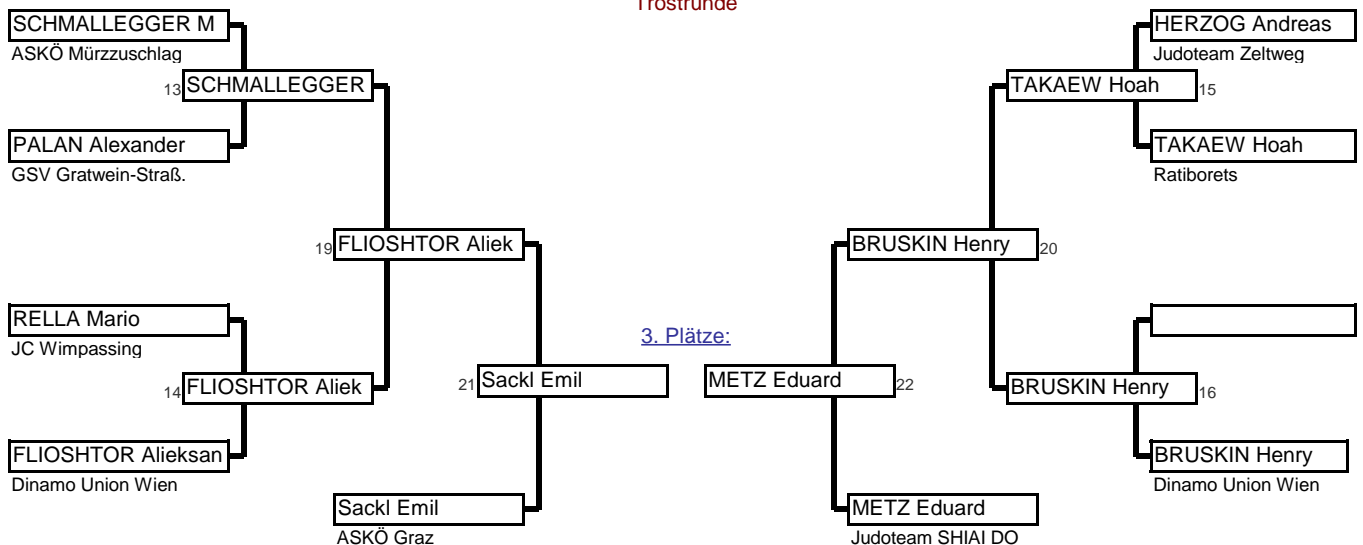 Trostrunde
SCHMALLEGGER M
ASKÖ Mürzzuschlag
13 SCHMALLEGGER
PALAN Alexander
GSV Gratwein-Straß.
19 FLIOSHTOR Aliek
RELLA Mario
JC Wimpassing
14 FLIOSHTOR Aliek
FLIOSHTOR Alieksan
Dinamo Union Wien
21 Sackl Emil
Sackl Emil
ASKÖ Graz
3. Plätze:
HERZOG Andreas
Judoteam Zeltweg
TAKAEW Hoah 15
TAKAEW Hoah
Ratiborets
BRUSKIN Henry 20
METZ Eduard 22
BRUSKIN Henry 16
BRUSKIN Henry
Dinamo Union Wien
METZ Eduard
Judoteam SHIAI DO